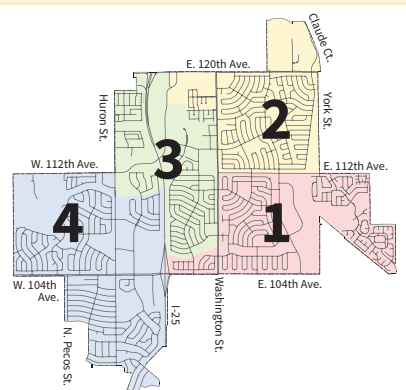 Claude Ct.
E. 120th Ave.
Huron St.
York St.
2
3
W. 112th Ave.
E. 112th Ave.
4
1
W. 104th
Ave.
E. 104th Ave.
I-25
Washington St.
N. Pecos St.